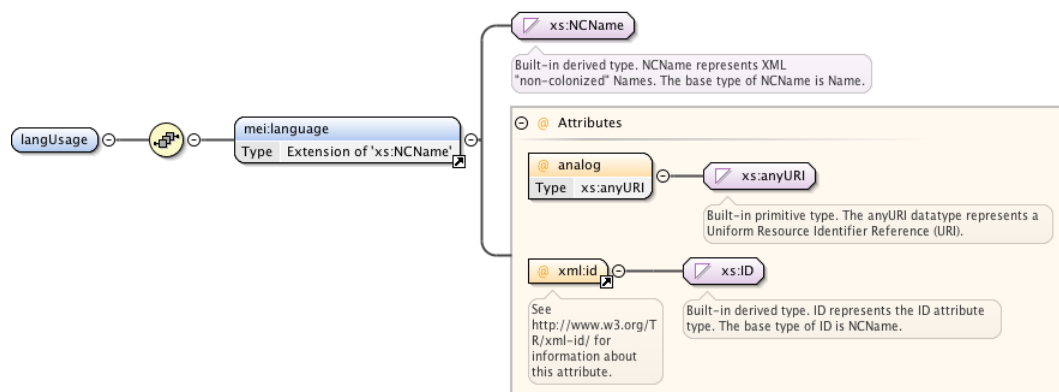 xs:NCName
Built-in derived type. NCName represents XML
"non-colonized" Names. The base type of NCName is Name.
langUsage
mei:language
Type Extension of 'xs:NCName'
@ Attributes
@ analog
Type xs:anyURI
xs:anyURI
Built-in primitive type. The anyURI datatype represents a
Uniform Resource Identifier Reference (URI).
@ xml:id
xs:ID
See
http://www.w3.org/T
R/xml-id/ for
information about
this attribute.
Built-in derived type. ID represents the ID attribute
type. The base type of ID is NCName.